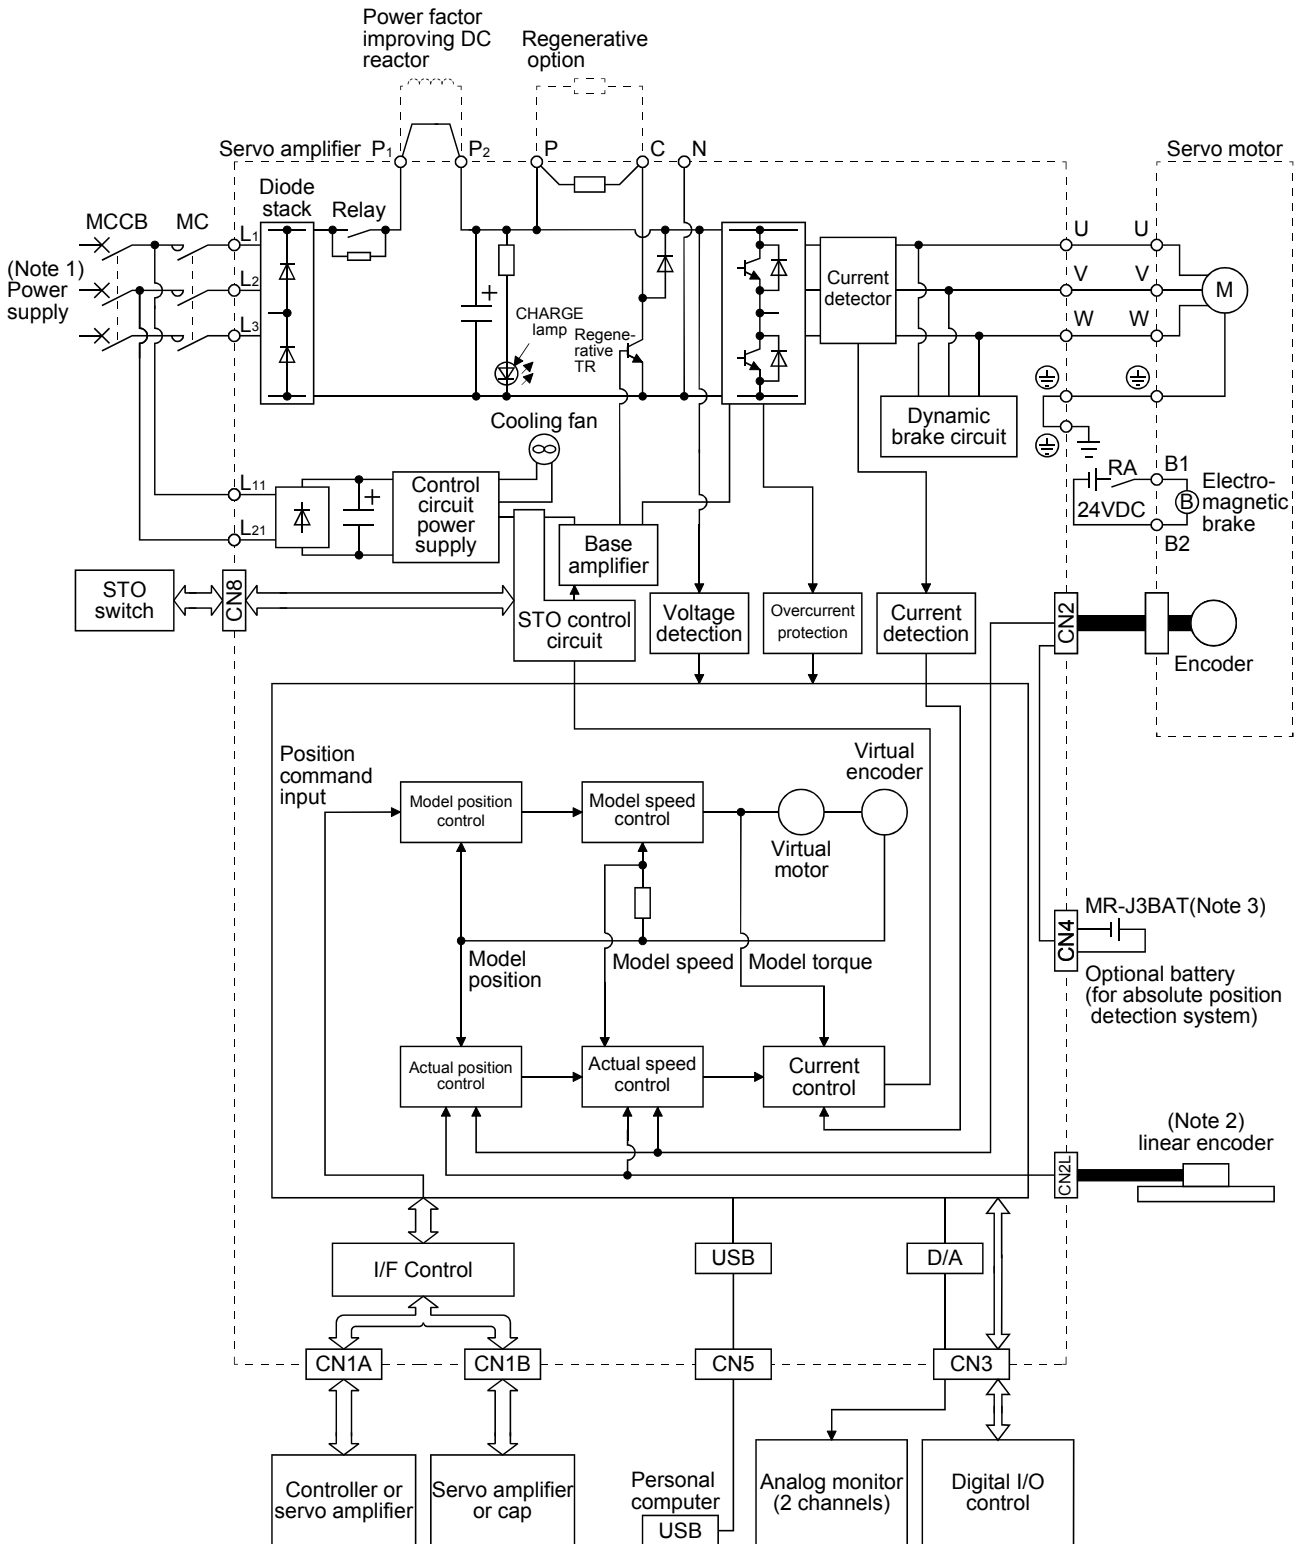 Power factor
improving DC
reactor
Regenerative
option
Servo amplifier
P1
P2
P
C
N
Servo motor
Diode
stack
Relay
MCCB
MC
L1
L2
L3
(Note 1)
Power
supply
CHARGE
lamp
Regene-
rative
TR
Current
detector
U
U
V
V
W
W
M
Dynamic
brake circuit
Cooling fan
L11
L21
Control
circuit
power
supply
Base
amplifier
RA
24VDC
B1
B
B2
Electro-
magnetic
brake
STO
switch
CN8
STO control
circuit
Voltage
detection
Overcurrent
protection
Current
detection
CN2
Encoder
Position
command
input
Model position
control
Model speed
control
Virtual
motor
Virtual
encoder
Model
position
Model speed
Model torque
CN4
MR-J3BAT(Note 3)
Optional battery
(for absolute position
detection system)
Actual position
control
Actual speed
control
Current
control
(Note 2)
linear encoder
CN2L
I/F Control
USB
D/A
CN1A
CN1B
CN5
CN3
Controller or
servo amplifier
Servo amplifier
or cap
Personal
computer
USB
Analog monitor
(2 channels)
Digital I/O
control